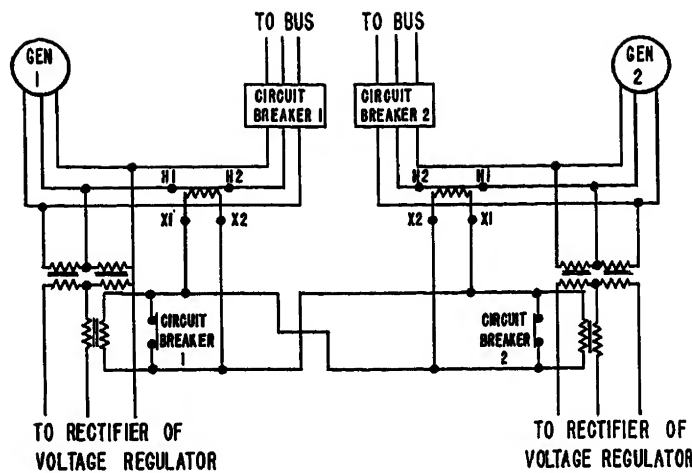 TO BUS
TO BUS
GEN
1
GEN
2
CIRCUIT
BREAKER 1
CIRCUIT
BREAKER 2
H1
H2
H2
H1
X1
X2
X2
X1
CIRCUIT
BREAKER
1
CIRCUIT
BREAKER
2
TO RECTIFIER OF
VOLTAGE REGULATOR
TO RECTIFIER OF
VOLTAGE REGULATOR